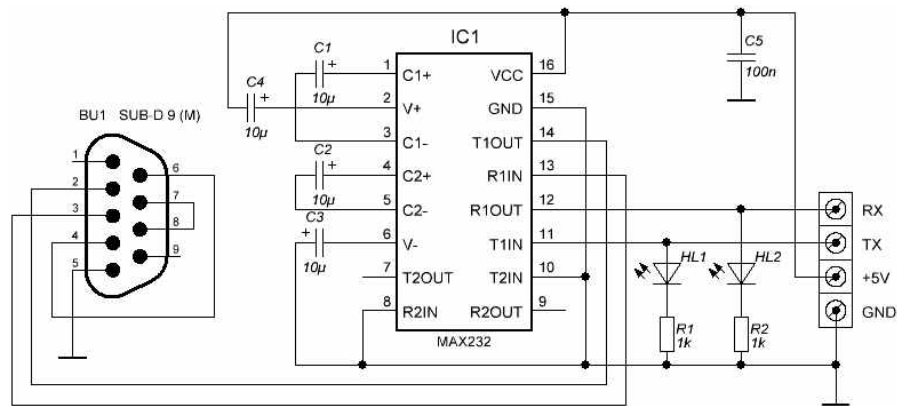 IC1
C1
+
10μ
C4
+
10μ
C5
100n
BU1 SUB-D 9 (M)
1
2
3
4
5
6
7
8
9
C2
+
10μ
C3
+
10μ
1 C1+ VCC 16
2 V+ GND 15
3 C1- T1OUT 14
4 C2+ R1IN 13
5 C2- R1OUT 12
6 V- T1IN 11
7 T2OUT T2IN 10
8 R2IN R2OUT 9
MAX232
HL1
HL2
R1
1k
R2
1k
RX
TX
+5V
GND